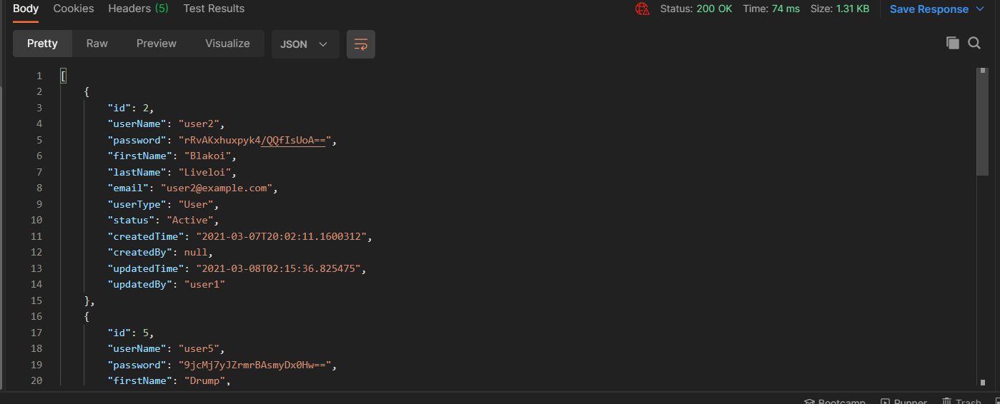 Body Cookies Headers (5) Test Results Status: 200 OK Time: 74 ms Size: 1.31 KB Save Response
Pretty Raw Preview Visualize JSON
1 [
2 {
3 "id": 2,
4 "userName": "user2",
5 "password": "rRvAKxhuxpyk4/QQfIsUoA==",
6 "firstName": "Blakoi",
7 "lastName": "Liveloi",
8 "email": "user2@example.com",
9 "userType": "User",
10 "status": "Active",
11 "createdTime": "2021-03-07T20:02:11.1600312",
12 "createdBy": null,
13 "updatedTime": "2021-03-08T02:15:36.825475",
14 "updatedBy": "user1"
15 },
16 {
17 "id": 5,
18 "userName": "user5",
19 "password": "9jcMj7yJZrmrBAsmyDx0Hw==",
20 "firstName": "Drump",
Bootcamp Runner Trash